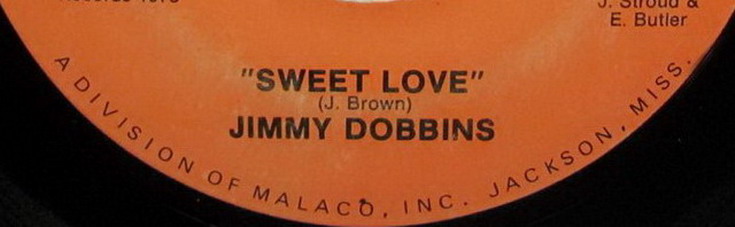 J. Stroud &
E. Butler
"SWEET LOVE"
(J. Brown)
JIMMY DOBBINS
A DIVISION OF MALACO, INC. JACKSON, MISS.